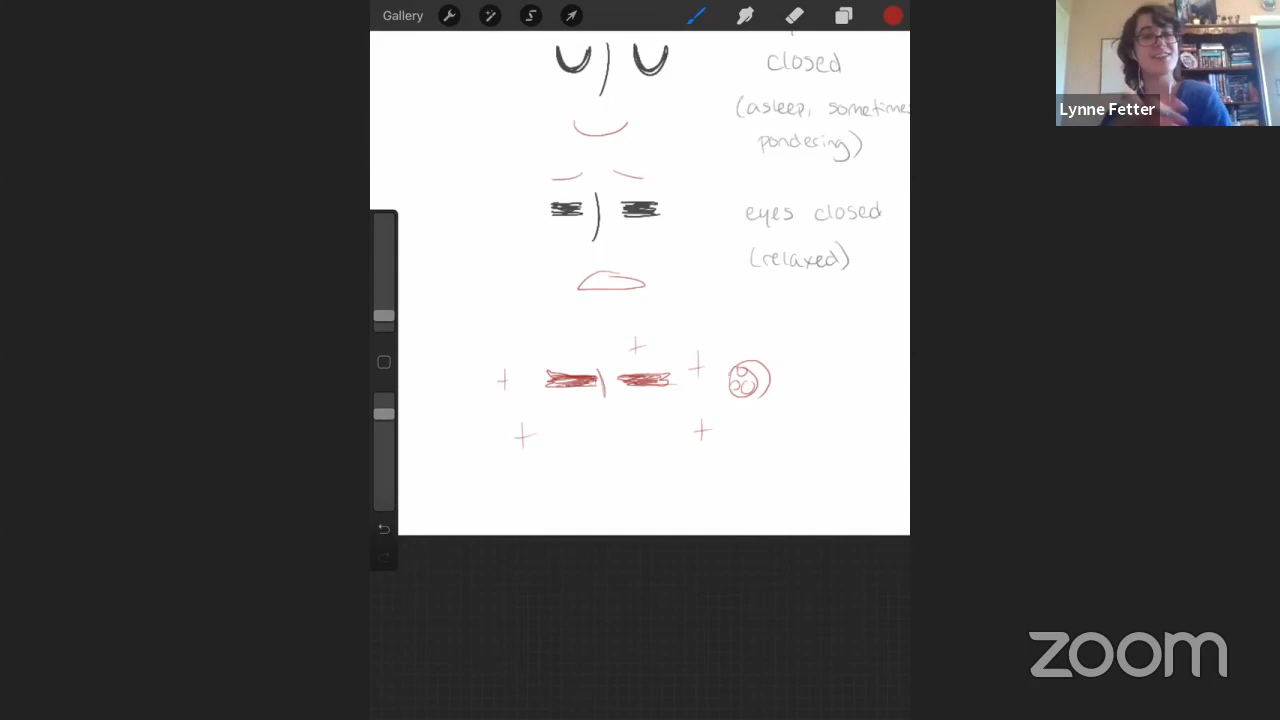 Gallery
closed
(asleep, sometimes
pondering)
eyes closed
(relaxed)
Lynne Fetter
zoom